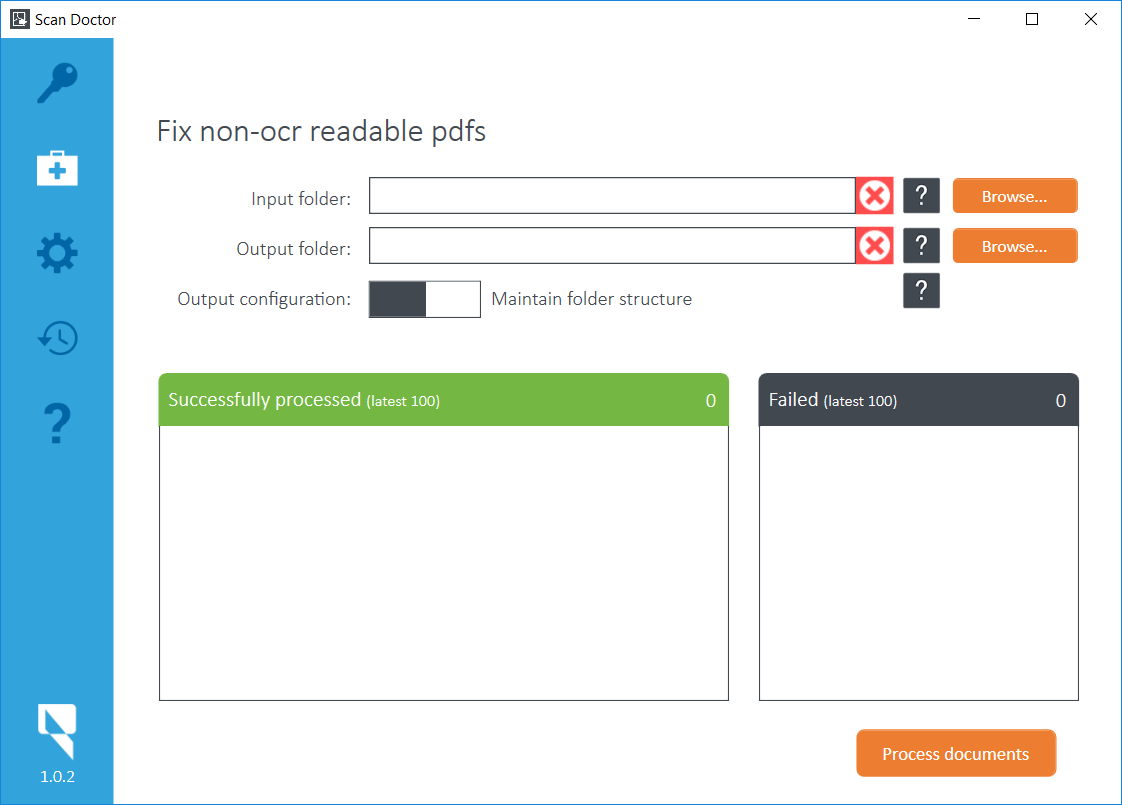 Scan Doctor
Fix non-ocr readable pdfs
Input folder: ? Browse...
Output folder: ? Browse...
Output configuration: Maintain folder structure ?
Successfully processed (latest 100) 0
Failed (latest 100) 0
Process documents
?
1.0.2